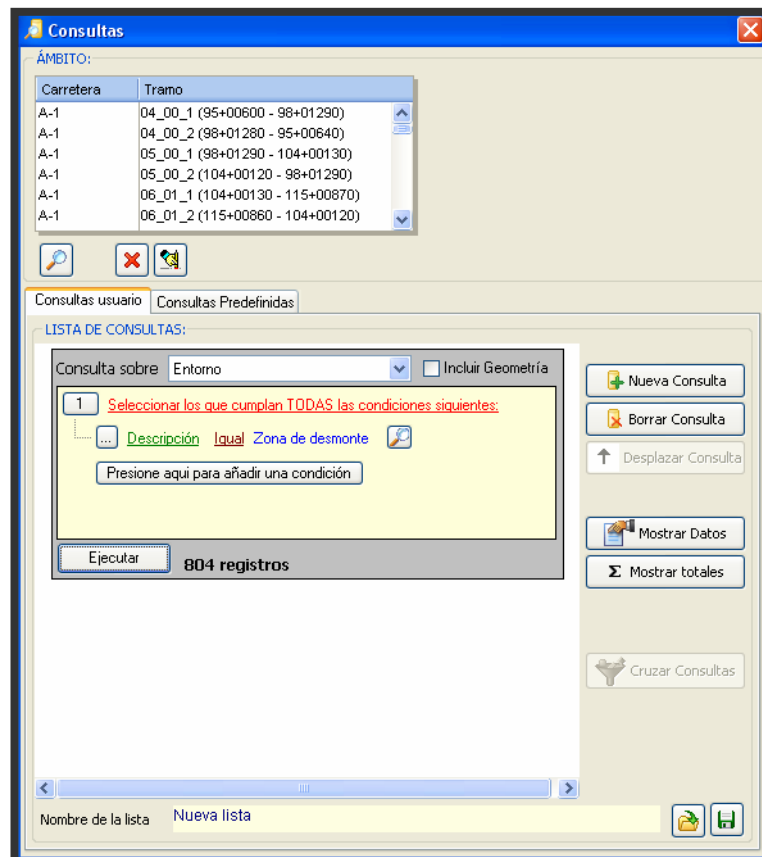 Consultas
ÁMBITO:
Carretera Tramo
A-1 04_00_1 (95+00600 - 98+01290)
A-1 04_00_2 (98+01280 - 95+00640)
A-1 05_00_1 (98+01290 - 104+00130)
A-1 05_00_2 (104+00120 - 98+01290)
A-1 06_01_1 (104+00130 - 115+00870)
A-1 06_01_2 (115+00860 - 104+00120)
Consultas usuario Consultas Predefinidas
LISTA DE CONSULTAS:
Consulta sobre Entorno Incluir Geometría
1 Seleccionar los que cumplan TODAS las condiciones siguientes:
... Descripción Igual Zona de desmonte
Presione aqui para añadir una condición
Ejecutar 804 registros
Nueva Consulta
Borrar Consulta
Desplazar Consulta
Mostrar Datos
Σ Mostrar totales
Cruzar Consultas
Nombre de la lista Nueva lista